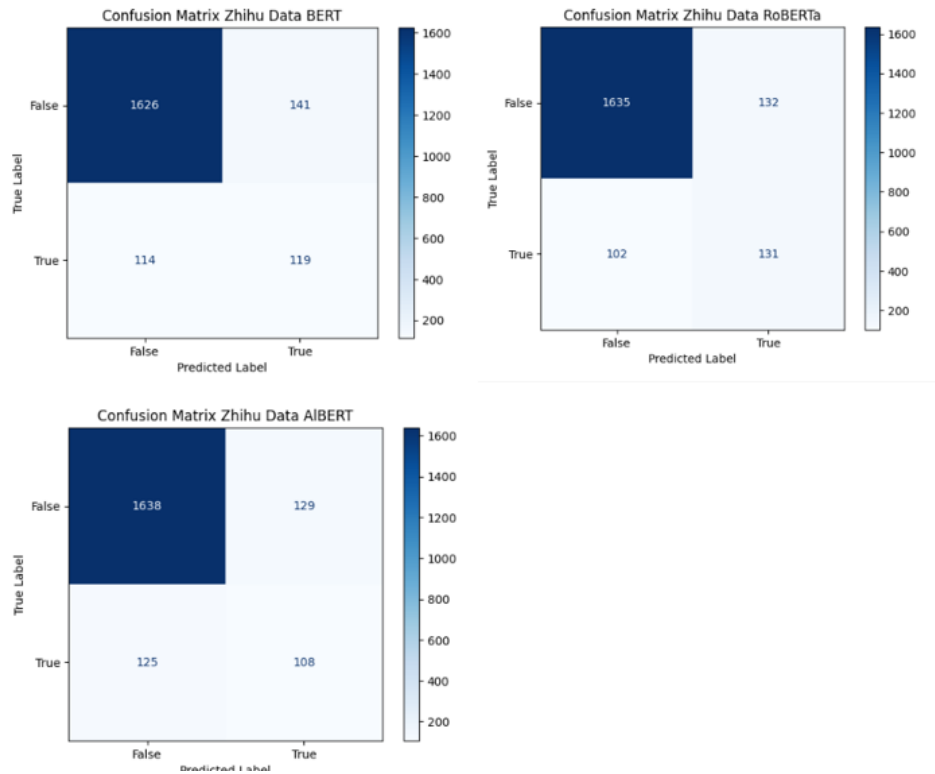 Confusion Matrix Zhihu Data BERT
False
True
True Label
1626
141
114
119
False
True
Predicted Label
1600
1400
1200
1000
800
600
400
200
Confusion Matrix Zhihu Data RoBERTa
False
True
True Label
1635
132
102
131
False
True
Predicted Label
1600
1400
1200
1000
800
600
400
200
Confusion Matrix Zhihu Data AlBERT
False
True
True Label
1638
129
125
108
False
True
Predicted Label
1600
1400
1200
1000
800
600
400
200